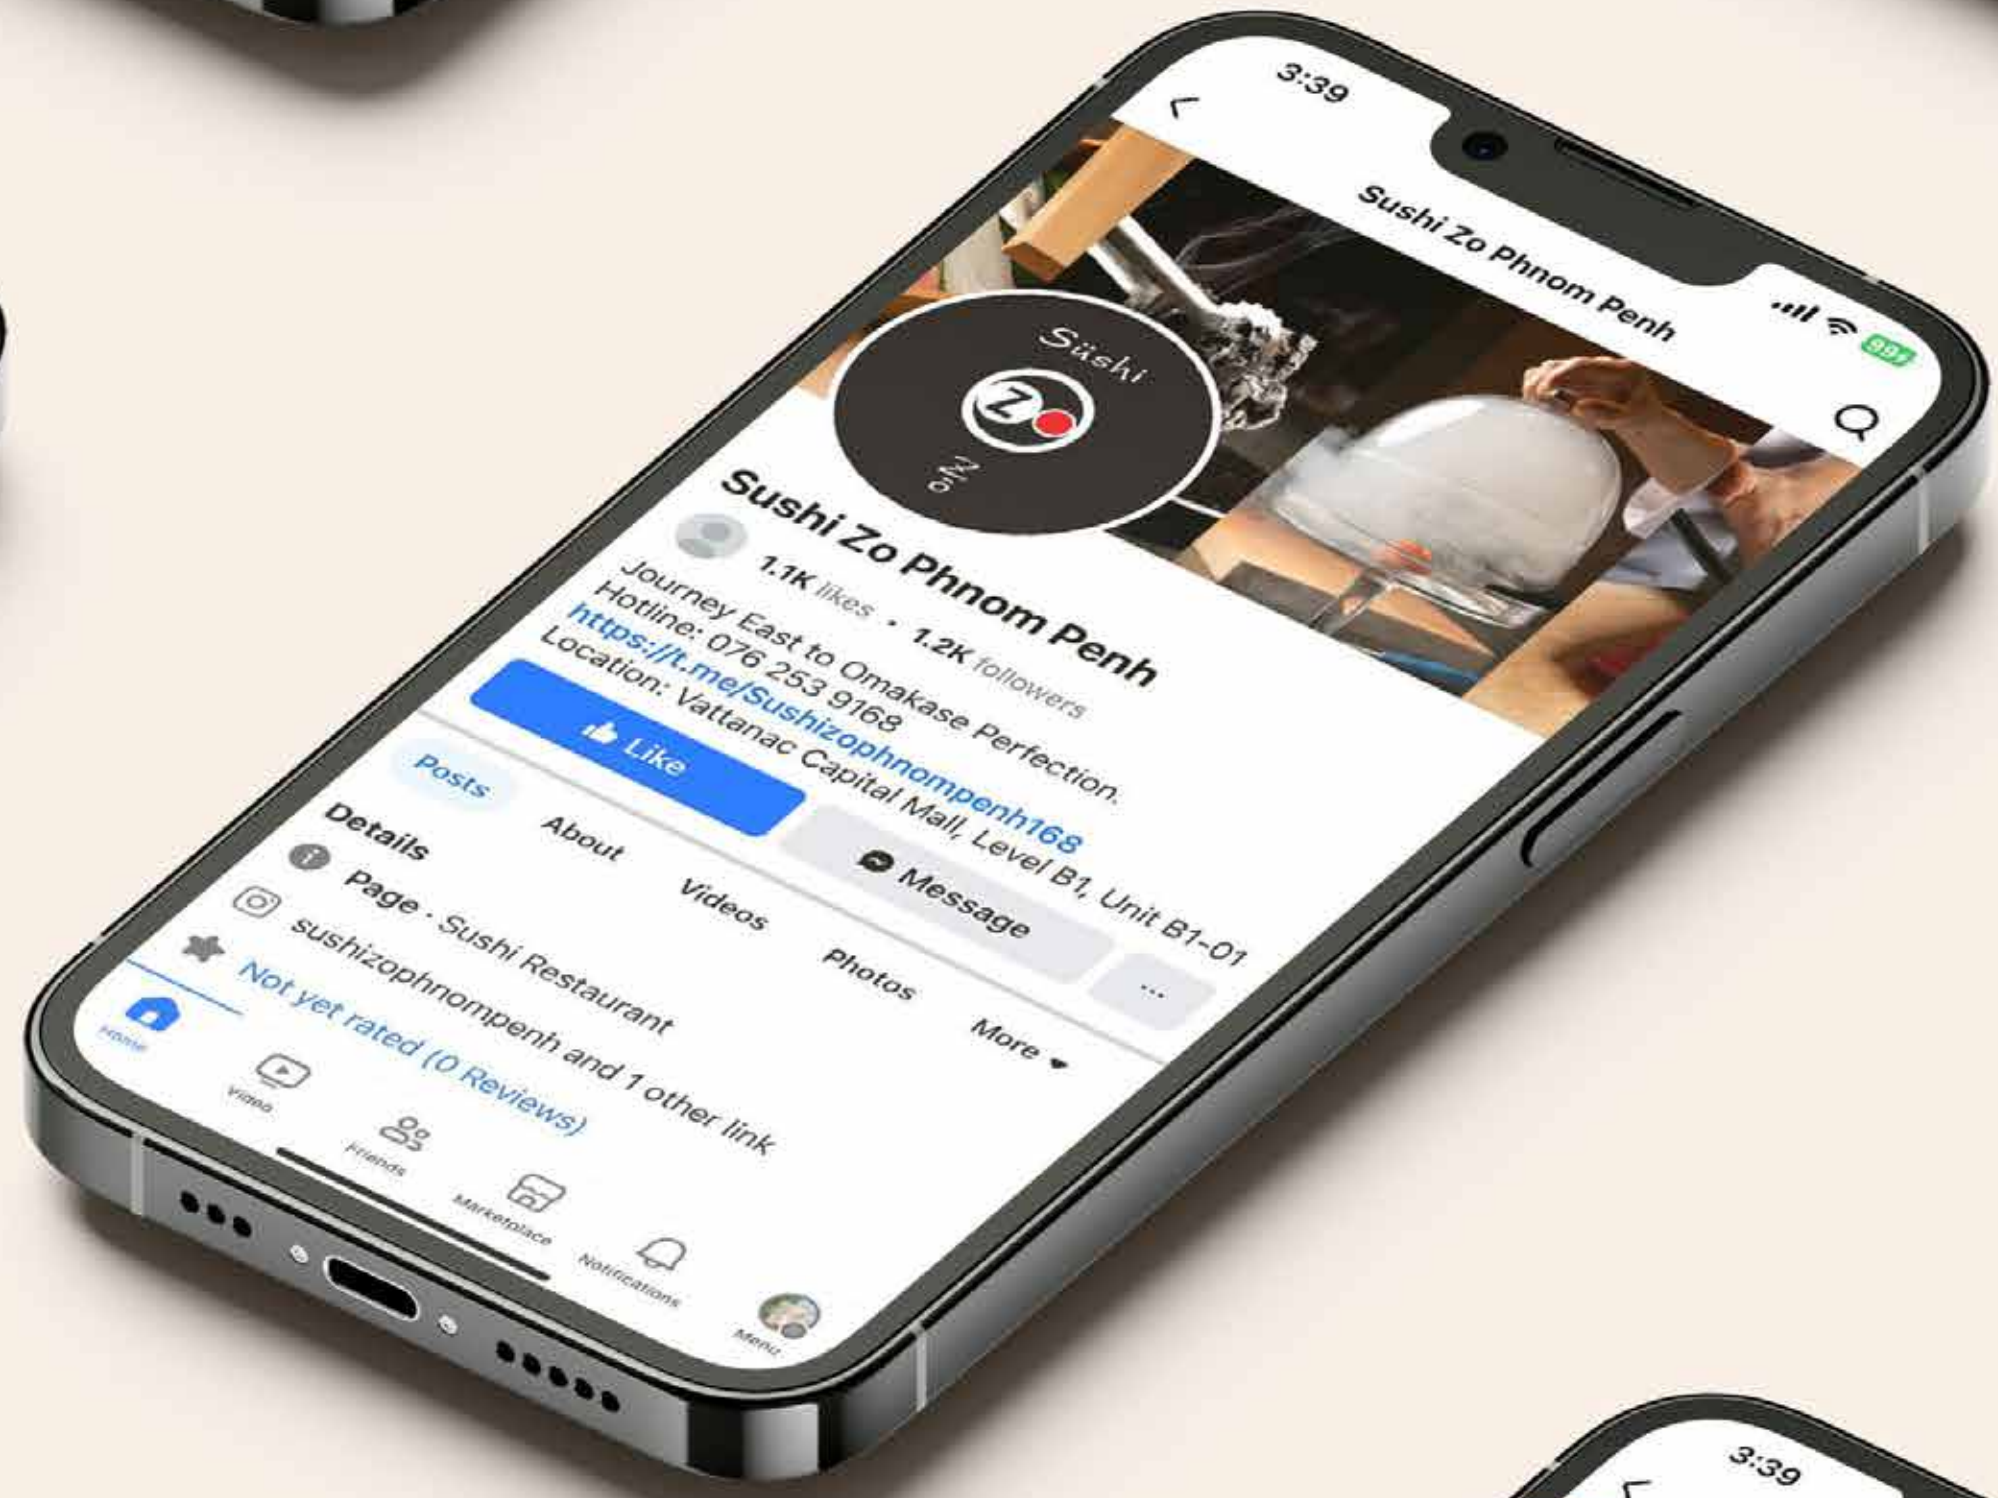 3:39
Sushi Zo Phnom Penh
99
Sushi
Zo
Sushi Zo Phnom Penh
1.1K likes · 1.2K followers
Journey East to Omakase Perfection.
Hotline: 076 253 9168
https://t.me/Sushizophnompenh168
Location: Vattanac Capital Mall, Level B1, Unit B1-01
Like
Message
...
Posts
About
Videos
Photos
More
Details
Page · Sushi Restaurant
sushizophnompenh and 1 other link
Not yet rated (0 Reviews)
Home
Video
Friends
Marketplace
Notifications
Menu
3:39